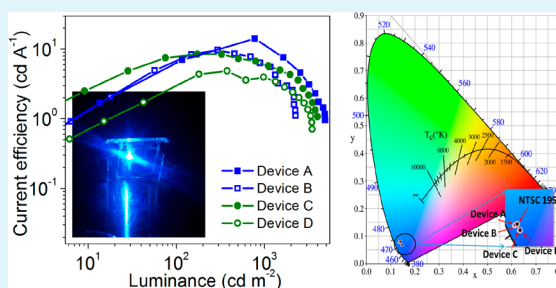 Current efficiency (cd A⁻¹)
10¹
10⁰
10⁻¹
Device A
Device B
Device C
Device D
10¹ 10² 10³
Luminance (cd m⁻²)
0.9
0.8
0.7
0.6
0.5
y
0.4
0.3
0.2
0.1
0.0
0.0 0.1 0.2 0.3 0.4 0.5 0.6 0.7
x
520
540
560
580
600
620
500
490
480
470
460
380
Tc(°K)
10000
6000
4000
3000
2500
2000
1500
∞
NTSC 195
Device A
Device B
Device C
Device